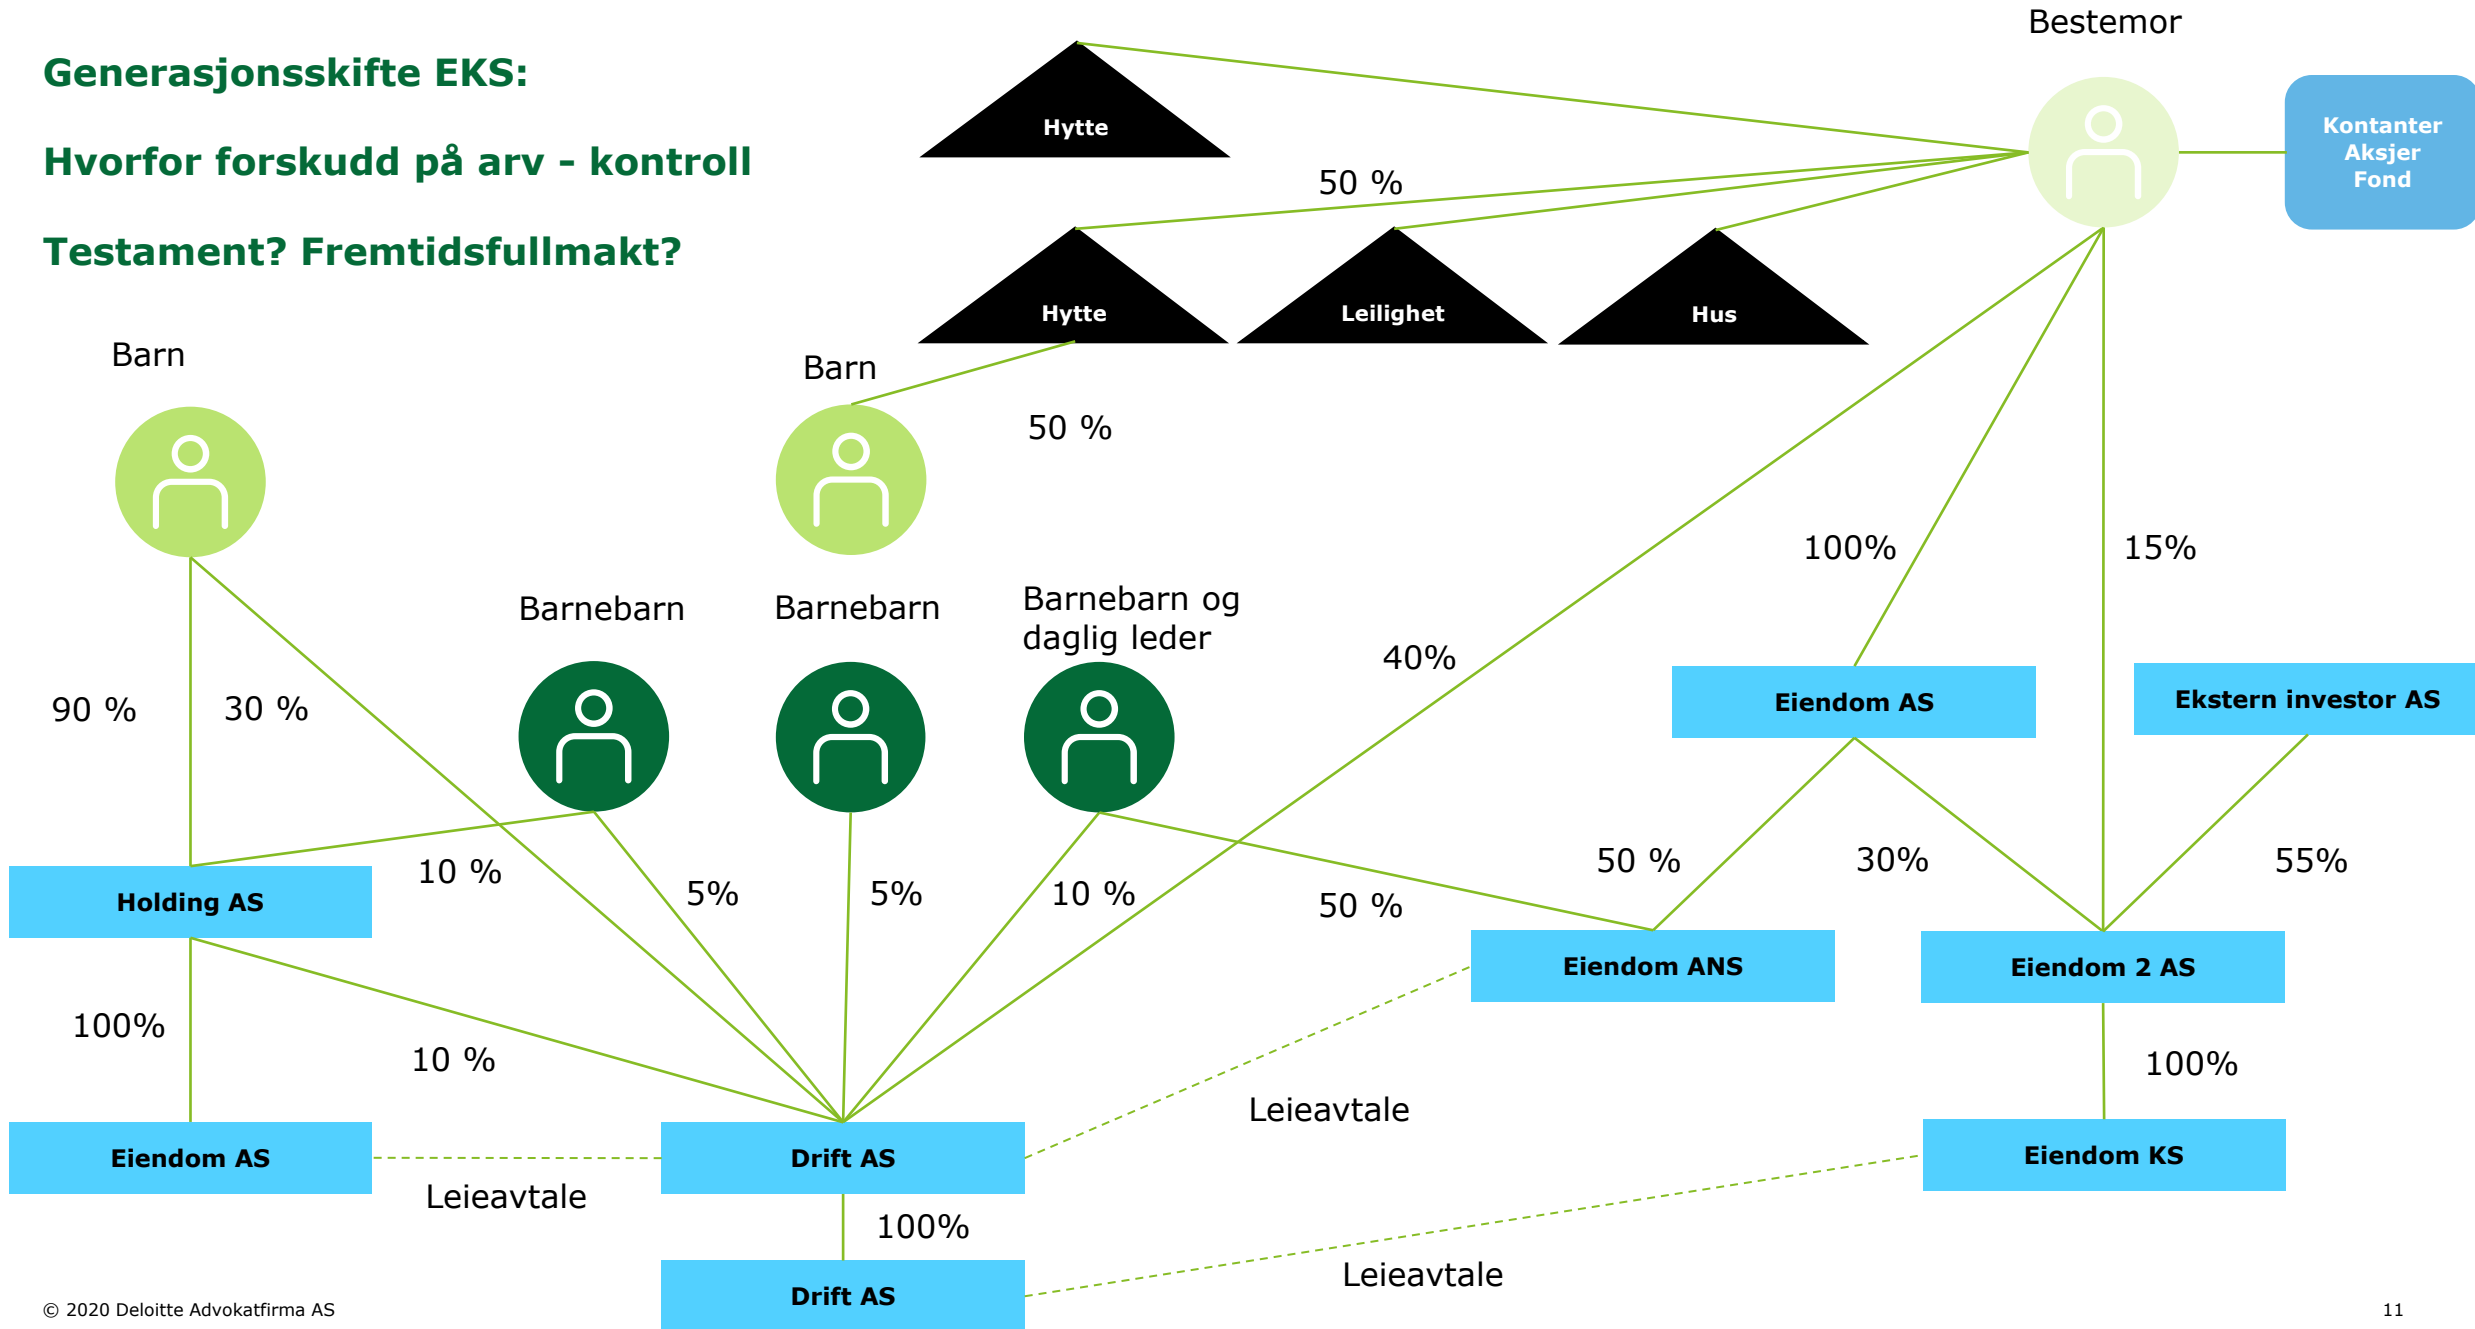 Generasjonsskifte EKS:
Hvorfor forskudd på arv - kontroll
Testament? Fremtidsfullmakt?
Bestemor
Kontanter
Aksjer
Fond
Hytte
50 %
Hytte
Leilighet
Hus
Barn
Barn
50 %
100%
15%
Barnebarn
Barnebarn
Barnebarn og
daglig leder
40%
90 %
30 %
Eiendom AS
Ekstern investor AS
10 %
5%
5%
10 %
50 %
50 %
30%
55%
Holding AS
Eiendom ANS
Eiendom 2 AS
100%
10 %
100%
Leieavtale
Eiendom AS
Drift AS
Eiendom KS
Leieavtale
100%
Leieavtale
Drift AS
© 2020 Deloitte Advokatfirma AS
11